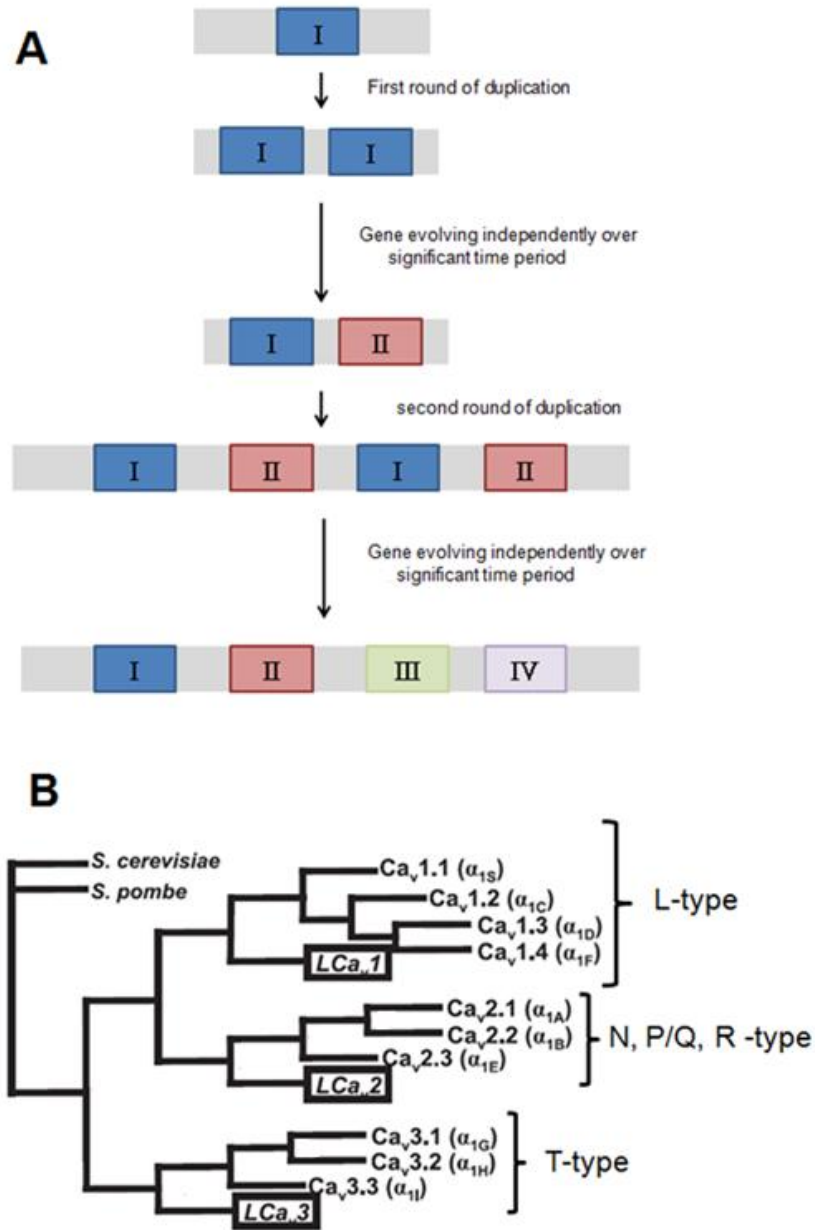 A
I
First round of duplication
I I
Gene evolving independently over
significant time period
I II
second round of duplication
I II I II
Gene evolving independently over
significant time period
I II III IV
B
S. cerevisiae
S. pombe
Caᵥ1.1 (α₁S)
Caᵥ1.2 (α₁C)
Caᵥ1.3 (α₁D)
Caᵥ1.4 (α₁F)
LCaᵥ1
L-type
Caᵥ2.1 (α₁A)
Caᵥ2.2 (α₁B)
Caᵥ2.3 (α₁E)
LCaᵥ2
N, P/Q, R -type
Caᵥ3.1 (α₁G)
Caᵥ3.2 (α₁H)
Caᵥ3.3 (α₁I)
LCaᵥ3
T-type